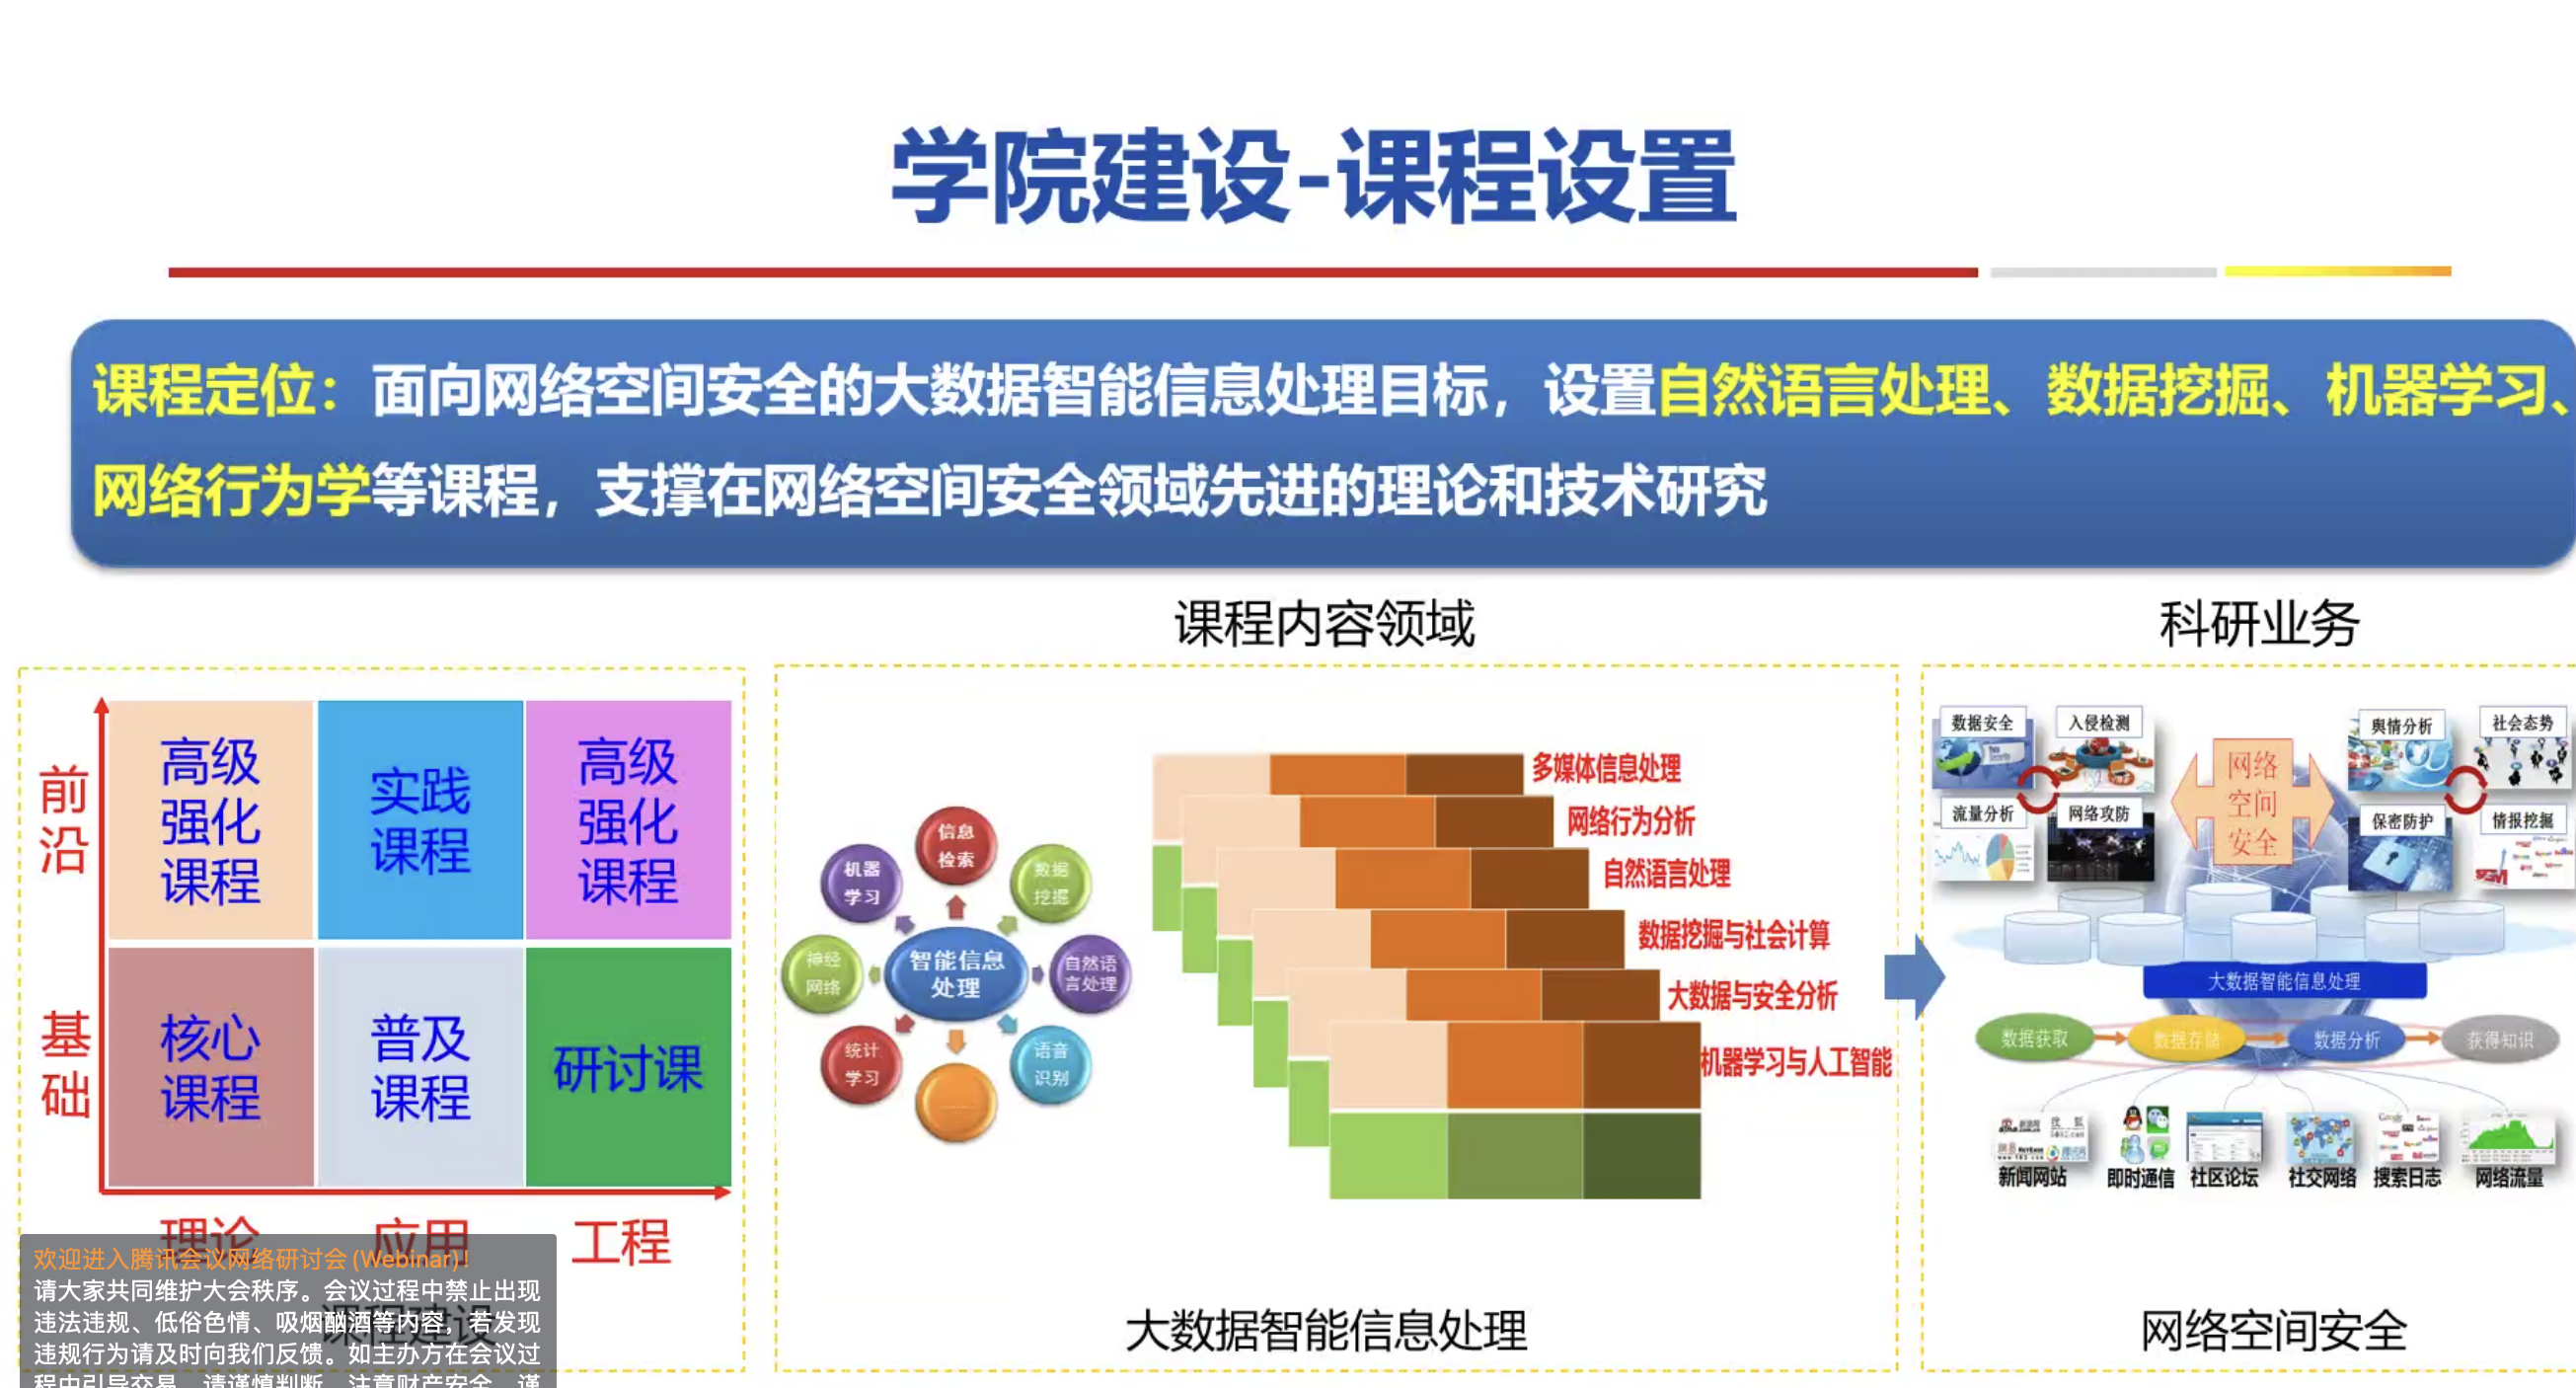 学院建设-课程设置
课程定位：面向网络空间安全的大数据智能信息处理目标，设置自然语言处理、数据挖掘、机器学习、
网络行为学等课程，支撑在网络空间安全领域先进的理论和技术研究
课程内容领域
科研业务
前沿
基础
高级
强化
课程
实践
课程
高级
强化
课程
核心
课程
普及
课程
研讨课
理论
应用
工程
课程建设
智能信息
处理
信息
检索
数据
挖掘
自然语
言处理
语音
识别
……
统计
学习
神经
网络
机器
学习
多媒体信息处理
网络行为分析
自然语言处理
数据挖掘与社会计算
大数据与安全分析
机器学习与人工智能
大数据智能信息处理
数据安全
入侵检测
流量分析
网络攻防
网络
空间
安全
舆情分析
社会态势
保密防护
情报挖掘
大数据智能信息处理
数据获取
数据存储
数据分析
获得知识
新闻网站
即时通信
社区论坛
社交网络
搜索日志
网络流量
网络空间安全
欢迎进入腾讯会议网络研讨会 (Webinar)！
请大家共同维护大会秩序。会议过程中禁止出现
违法违规、低俗色情、吸烟酗酒等内容，若发现
违规行为请及时向我们反馈。如主办方在会议过
程中引导交易，请谨慎判断，注意财产安全，谨